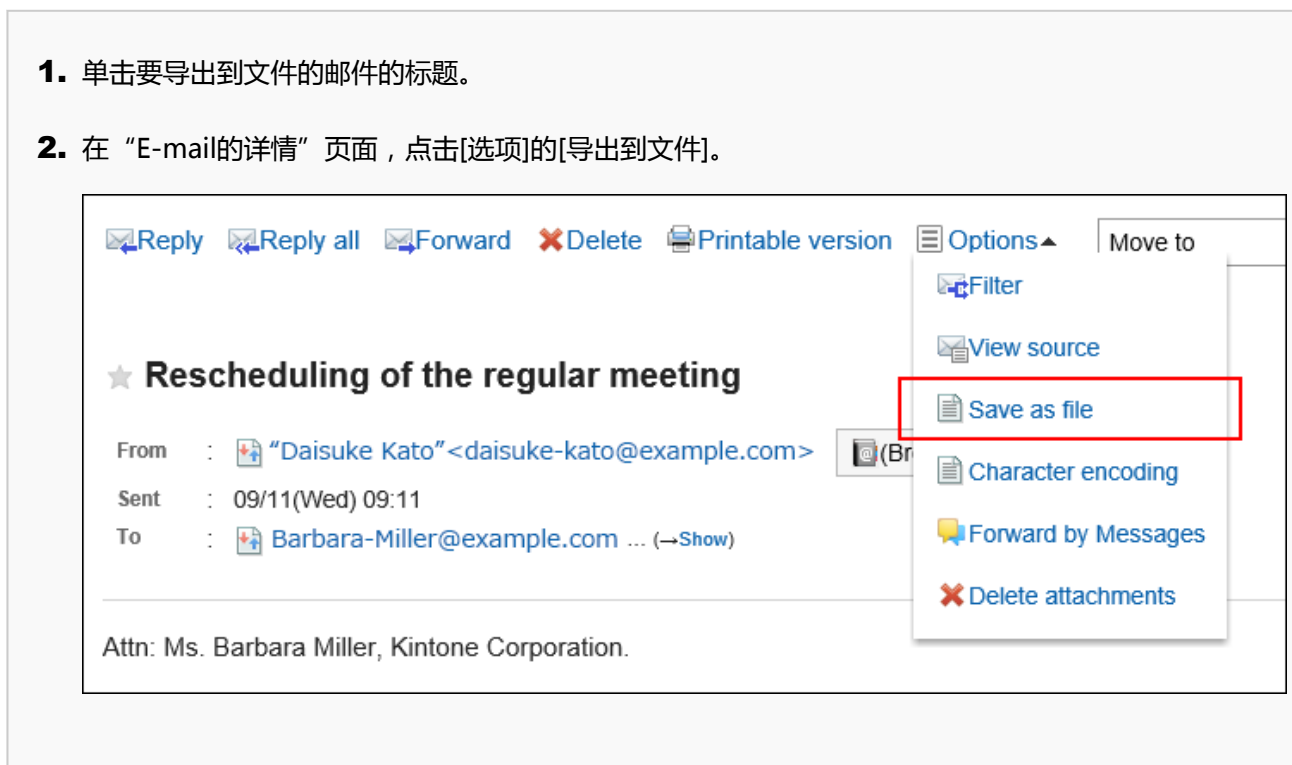 1. 单击要导出到文件的邮件的标题。
2. 在“E-mail的详情”页面，点击[选项]的[导出到文件]。
Reply Reply all Forward Delete Printable version Options▲ Move to
Filter
View source
★ Rescheduling of the regular meeting
Save as file
From : “Daisuke Kato”<daisuke-kato@example.com> (Br
Character encoding
Sent : 09/11(Wed) 09:11
To : Barbara-Miller@example.com ... (→Show)
Forward by Messages
Delete attachments
Attn: Ms. Barbara Miller, Kintone Corporation.